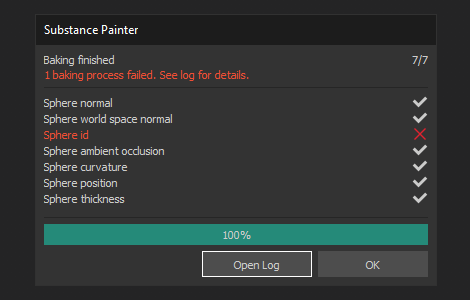 Substance Painter
Baking finished 7/7
1 baking process failed. See log for details.
Sphere normal
Sphere world space normal
Sphere id
Sphere ambient occlusion
Sphere curvature
Sphere position
Sphere thickness
100%
Open Log OK